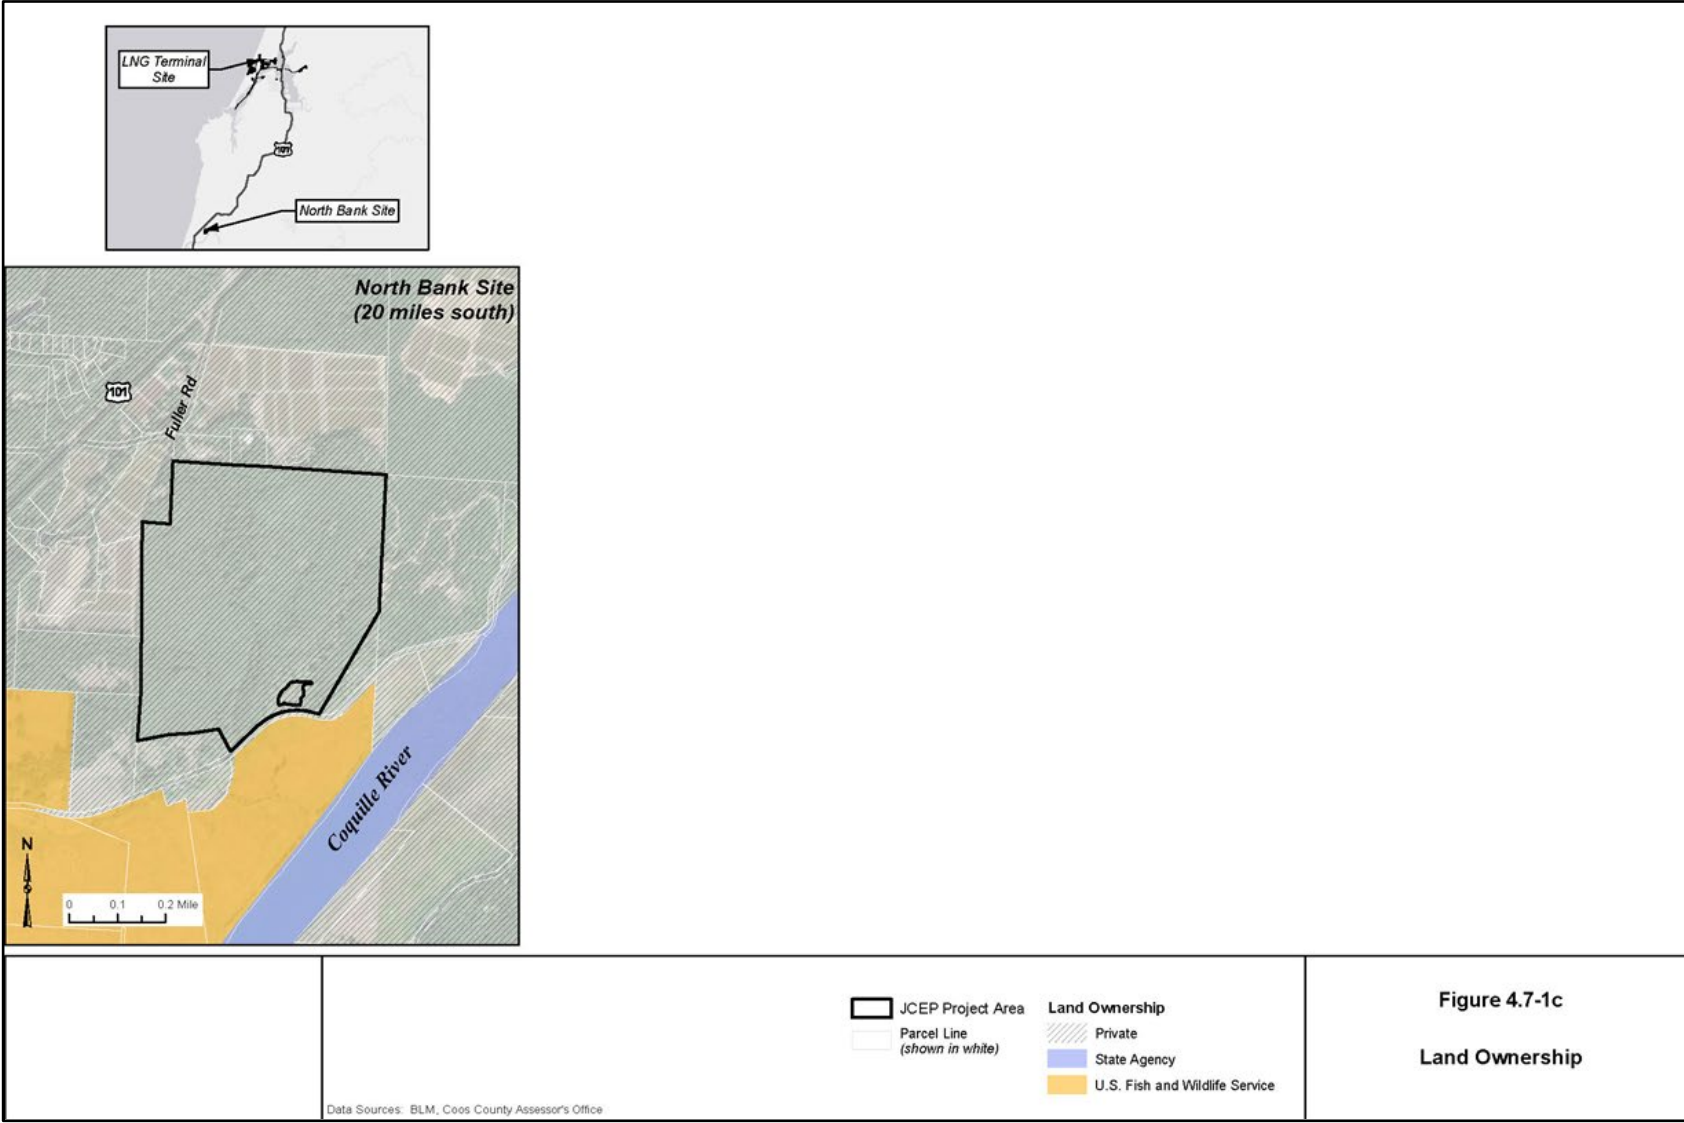 LNG Terminal
Site
101
North Bank Site
North Bank Site
(20 miles south)
101
Fuller Rd
Coquille River
N
0 0.1 0.2 Mile
JCEP Project Area
Parcel Line
(shown in white)
Land Ownership
Private
State Agency
U.S. Fish and Wildlife Service
Data Sources: BLM, Coos County Assessor's Office
Figure 4.7-1c
Land Ownership